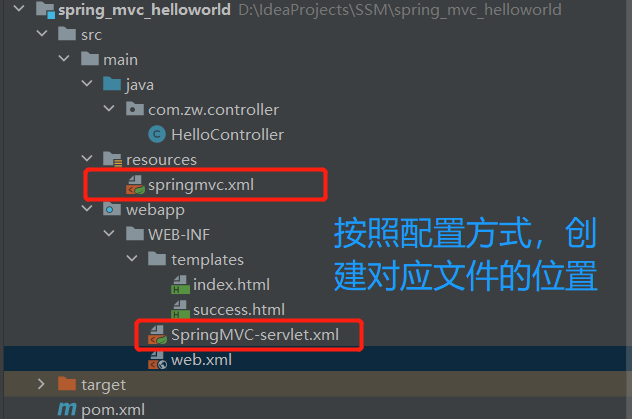 spring_mvc_helloworld D:\IdeaProjects\SSM\spring_mvc_helloworld
src
main
java
com.zw.controller
HelloController
resources
springmvc.xml
webapp
WEB-INF
templates
index.html
success.html
SpringMVC-servlet.xml
web.xml
target
pom.xml
按照配置方式，创
建对应文件的位置